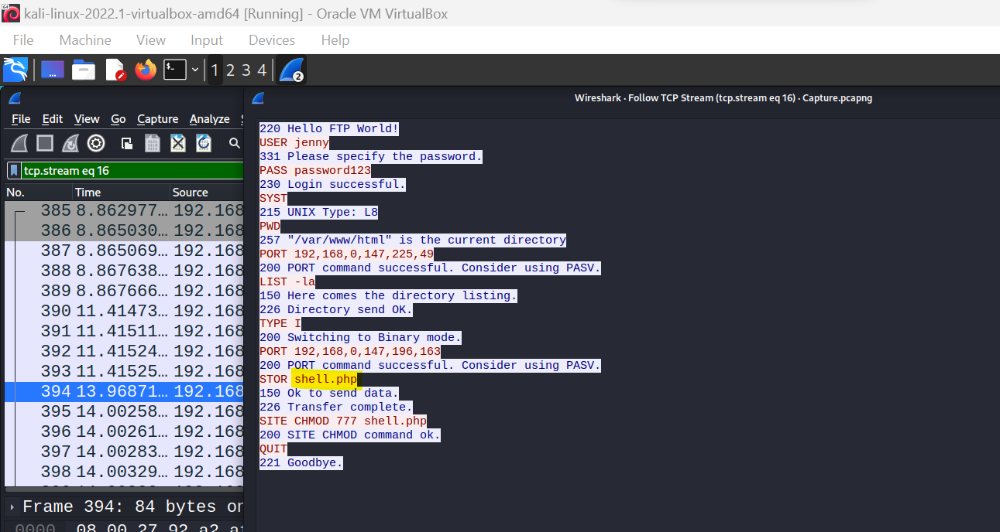 kali-linux-2022.1-virtualbox-amd64 [Running] - Oracle VM VirtualBox
File Machine View Input Devices Help
1 2 3 4 2
Wireshark · Follow TCP Stream (tcp.stream eq 16) · Capture.pcapng
File Edit View Go Capture Analyze
tcp.stream eq 16
No. Time Source
385 8.862977… 192.168
386 8.865030… 192.168
387 8.865069… 192.168
388 8.867638… 192.168
389 8.867666… 192.168
390 11.41473… 192.168
391 11.41511… 192.168
392 11.41524… 192.168
393 11.41525… 192.168
394 13.96871… 192.168
395 14.00258… 192.168
396 14.00261… 192.168
397 14.00283… 192.168
398 14.00329… 192.168
Frame 394: 84 bytes on
0000 08 00 27 92 a2 a
220 Hello FTP World!
USER jenny
331 Please specify the password.
PASS password123
230 Login successful.
SYST
215 UNIX Type: L8
PWD
257 "/var/www/html" is the current directory
PORT 192,168,0,147,225,49
200 PORT command successful. Consider using PASV.
LIST -la
150 Here comes the directory listing.
226 Directory send OK.
TYPE I
200 Switching to Binary mode.
PORT 192,168,0,147,196,163
200 PORT command successful. Consider using PASV.
STOR shell.php
150 Ok to send data.
226 Transfer complete.
SITE CHMOD 777 shell.php
200 SITE CHMOD command ok.
QUIT
221 Goodbye.